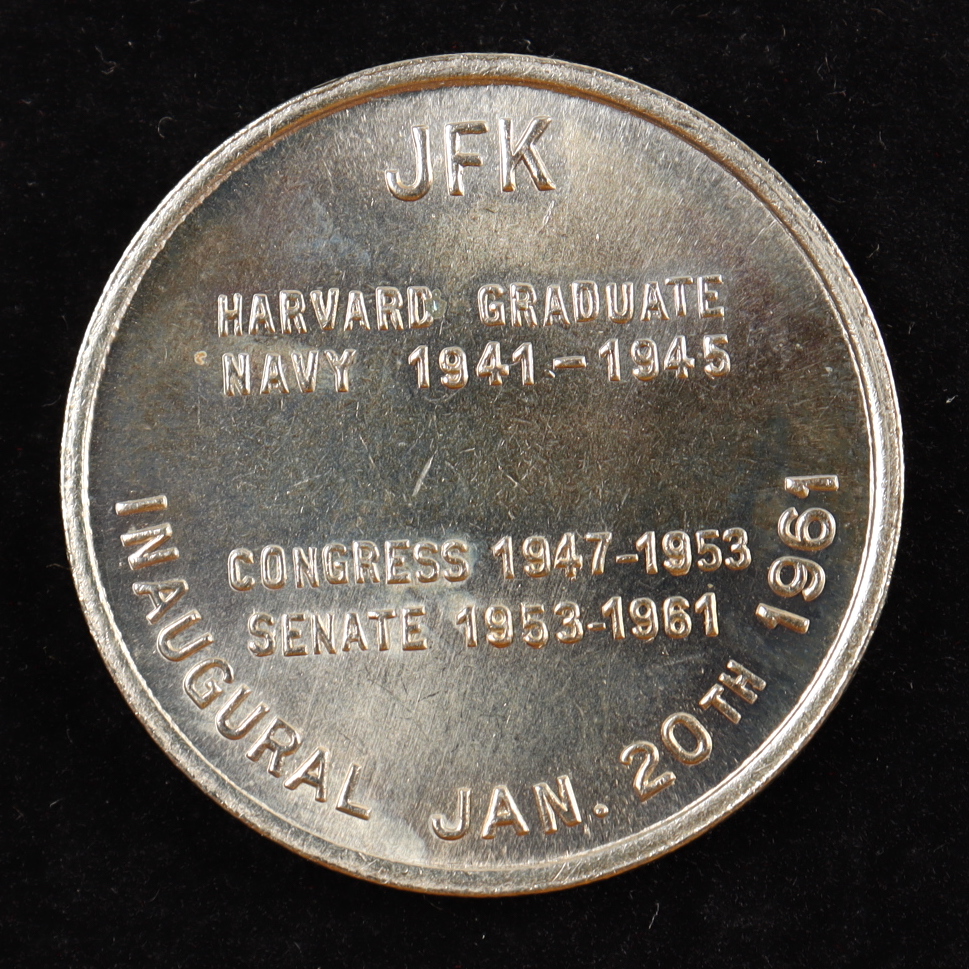 JFK
HARVARD GRADUATE
NAVY 1941-1945
CONGRESS 1947-1953
SENATE 1953-1961
INAUGURAL JAN. 20TH 1961